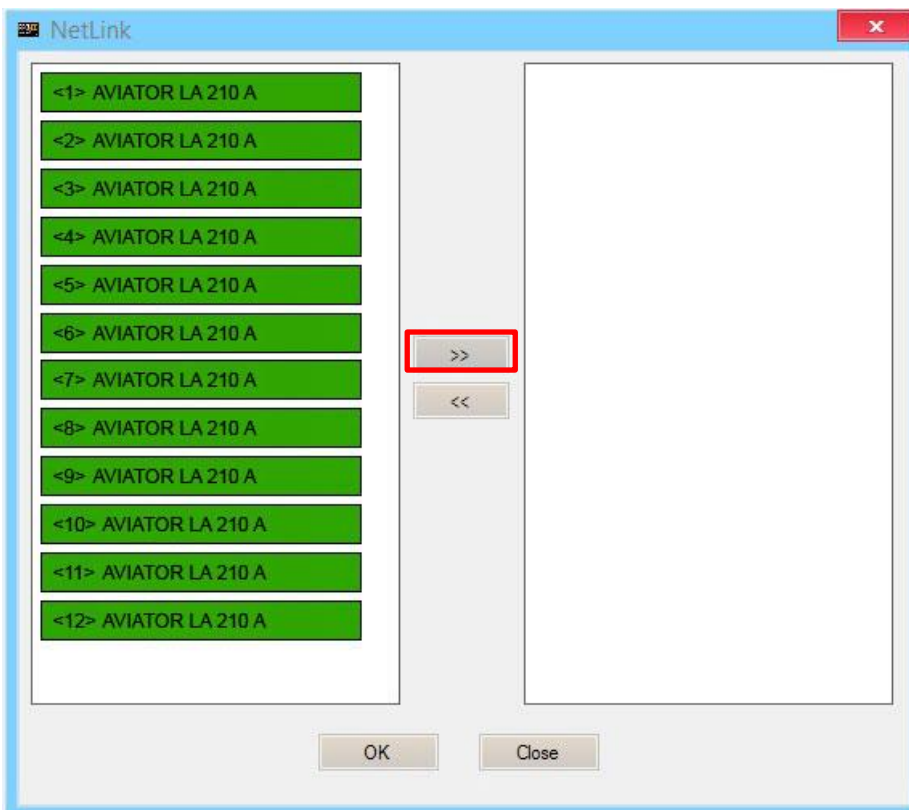 NetLink
x
<1> AVIATOR LA 210 A
<2> AVIATOR LA 210 A
<3> AVIATOR LA 210 A
<4> AVIATOR LA 210 A
<5> AVIATOR LA 210 A
<6> AVIATOR LA 210 A
<7> AVIATOR LA 210 A
<8> AVIATOR LA 210 A
<9> AVIATOR LA 210 A
<10> AVIATOR LA 210 A
<11> AVIATOR LA 210 A
<12> AVIATOR LA 210 A
>>
<<
OK
Close